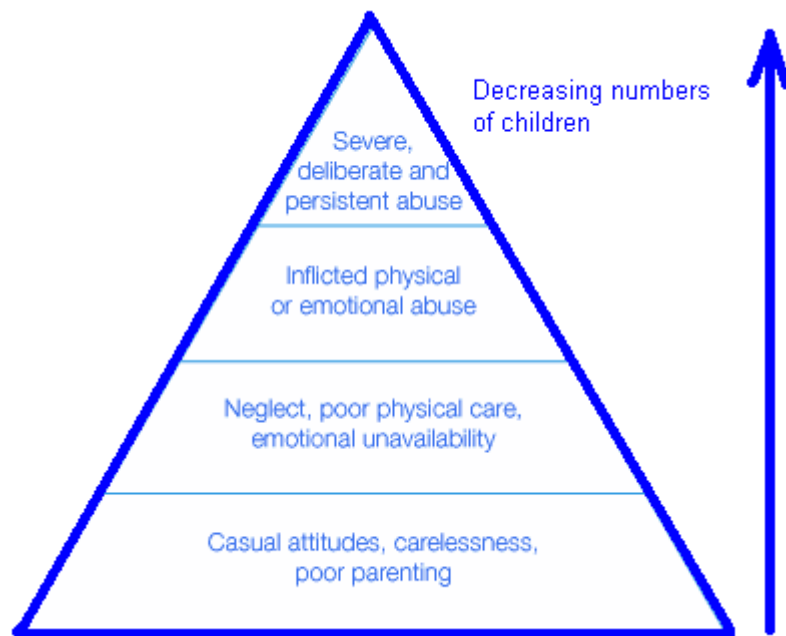 Decreasing numbers
of children
Severe,
deliberate and
persistent abuse
Inflicted physical
or emotional abuse
Neglect, poor physical care,
emotional unavailability
Casual attitudes, carelessness,
poor parenting